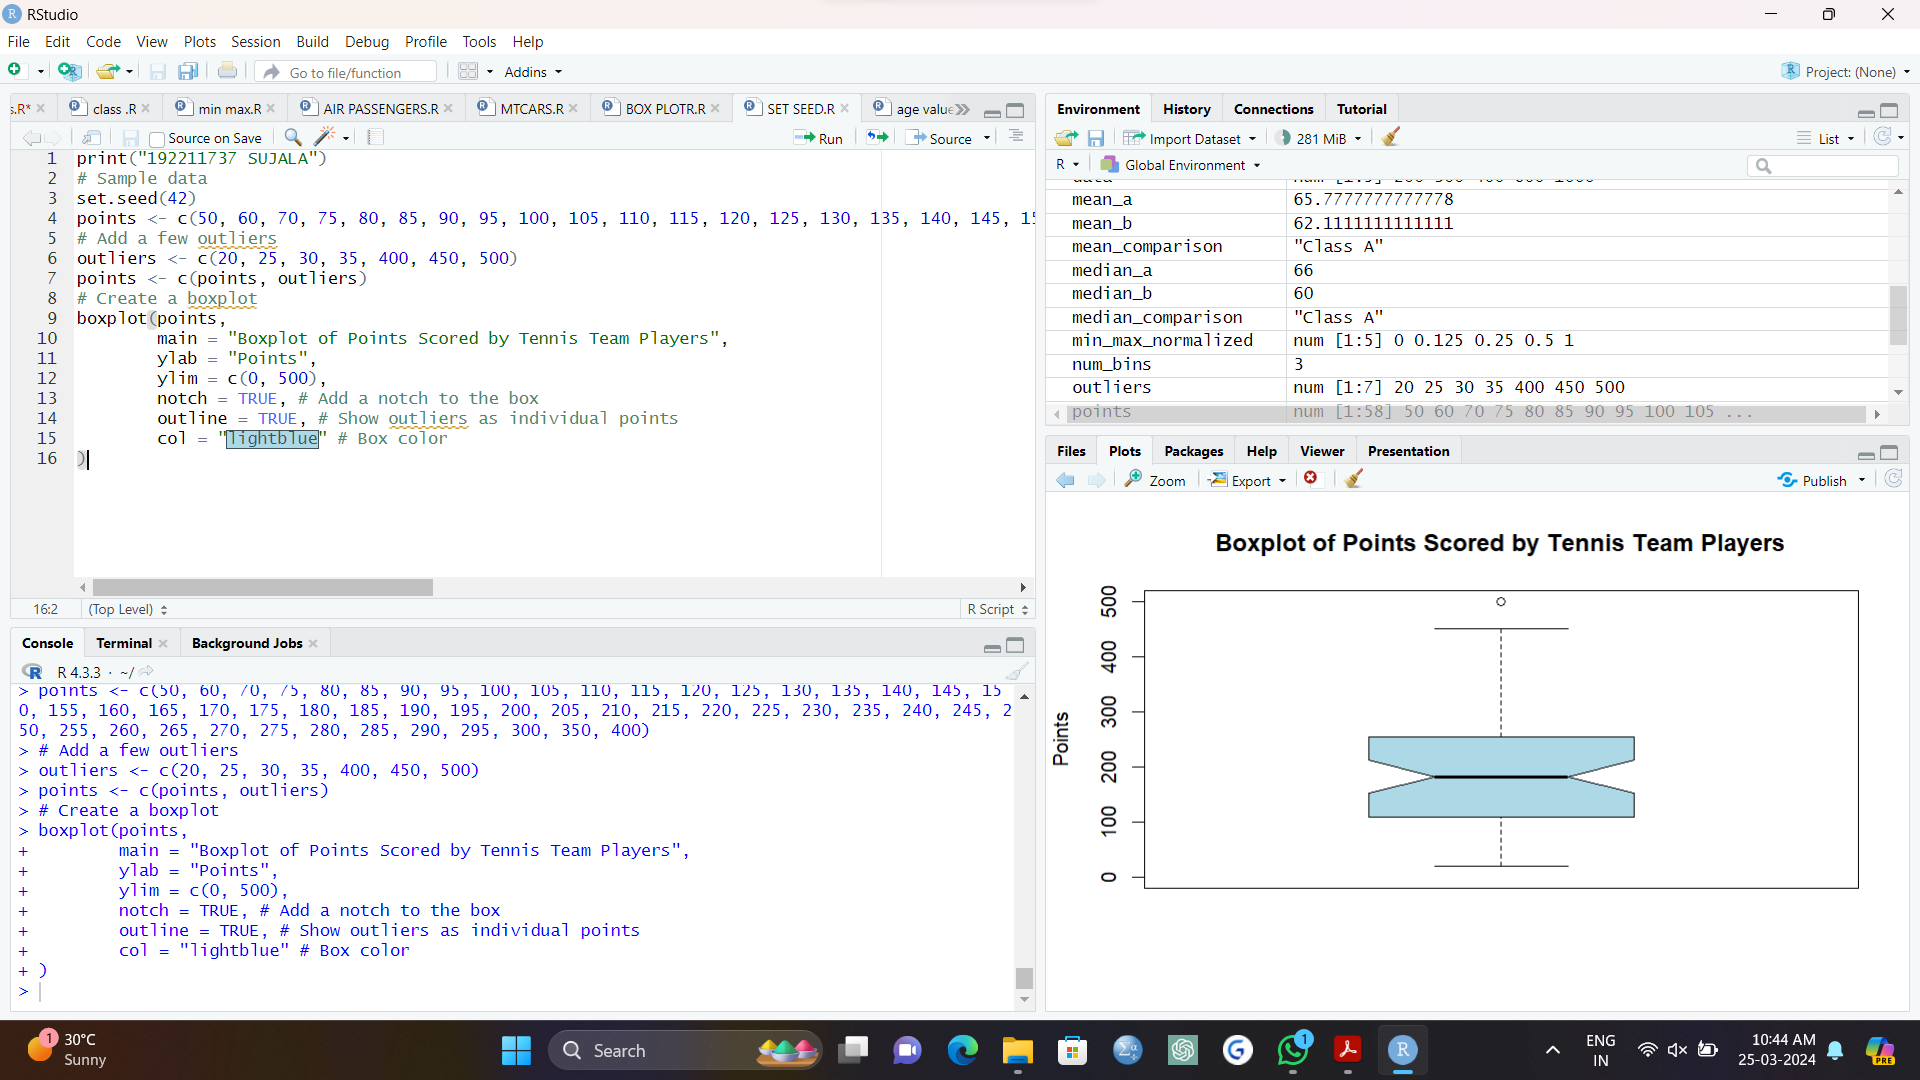 RStudio
File Edit Code View Plots Session Build Debug Profile Tools Help
Go to file/function Addins Project: (None)
s.R* class .R min max.R AIR PASSENGERS.R MTCARS.R BOX PLOTR.R SET SEED.R age value
Source on Save Run Source
1 print("192211737 SUJALA")
2 # Sample data
3 set.seed(42)
4 points <- c(50, 60, 70, 75, 80, 85, 90, 95, 100, 105, 110, 115, 120, 125, 130, 135, 140, 145, 15
5 # Add a few outliers
6 outliers <- c(20, 25, 30, 35, 400, 450, 500)
7 points <- c(points, outliers)
8 # Create a boxplot
9 boxplot(points,
10 main = "Boxplot of Points Scored by Tennis Team Players",
11 ylab = "Points",
12 ylim = c(0, 500),
13 notch = TRUE, # Add a notch to the box
14 outline = TRUE, # Show outliers as individual points
15 col = "lightblue" # Box color
16 )
16:2 (Top Level) R Script
Console Terminal Background Jobs
R 4.3.3 · ~/
> points <- c(50, 60, 70, 75, 80, 85, 90, 95, 100, 105, 110, 115, 120, 125, 130, 135, 140, 145, 15
0, 155, 160, 165, 170, 175, 180, 185, 190, 195, 200, 205, 210, 215, 220, 225, 230, 235, 240, 245, 2
50, 255, 260, 265, 270, 275, 280, 285, 290, 295, 300, 350, 400)
> # Add a few outliers
> outliers <- c(20, 25, 30, 35, 400, 450, 500)
> points <- c(points, outliers)
> # Create a boxplot
> boxplot(points,
+ main = "Boxplot of Points Scored by Tennis Team Players",
+ ylab = "Points",
+ ylim = c(0, 500),
+ notch = TRUE, # Add a notch to the box
+ outline = TRUE, # Show outliers as individual points
+ col = "lightblue" # Box color
+ )
>
Environment History Connections Tutorial
Import Dataset 281 MiB List
R Global Environment
mean_a 65.7777777777778
mean_b 62.1111111111111
mean_comparison "Class A"
median_a 66
median_b 60
median_comparison "Class A"
min_max_normalized num [1:5] 0 0.125 0.25 0.5 1
num_bins 3
outliers num [1:7] 20 25 30 35 400 450 500
points num [1:58] 50 60 70 75 80 85 90 95 100 105 ...
Files Plots Packages Help Viewer Presentation
Zoom Export Publish
Boxplot of Points Scored by Tennis Team Players
Points
500
400
300
200
100
0
1 30°C
Sunny
Search
1
PRE
ENG
IN
10:44 AM
25-03-2024